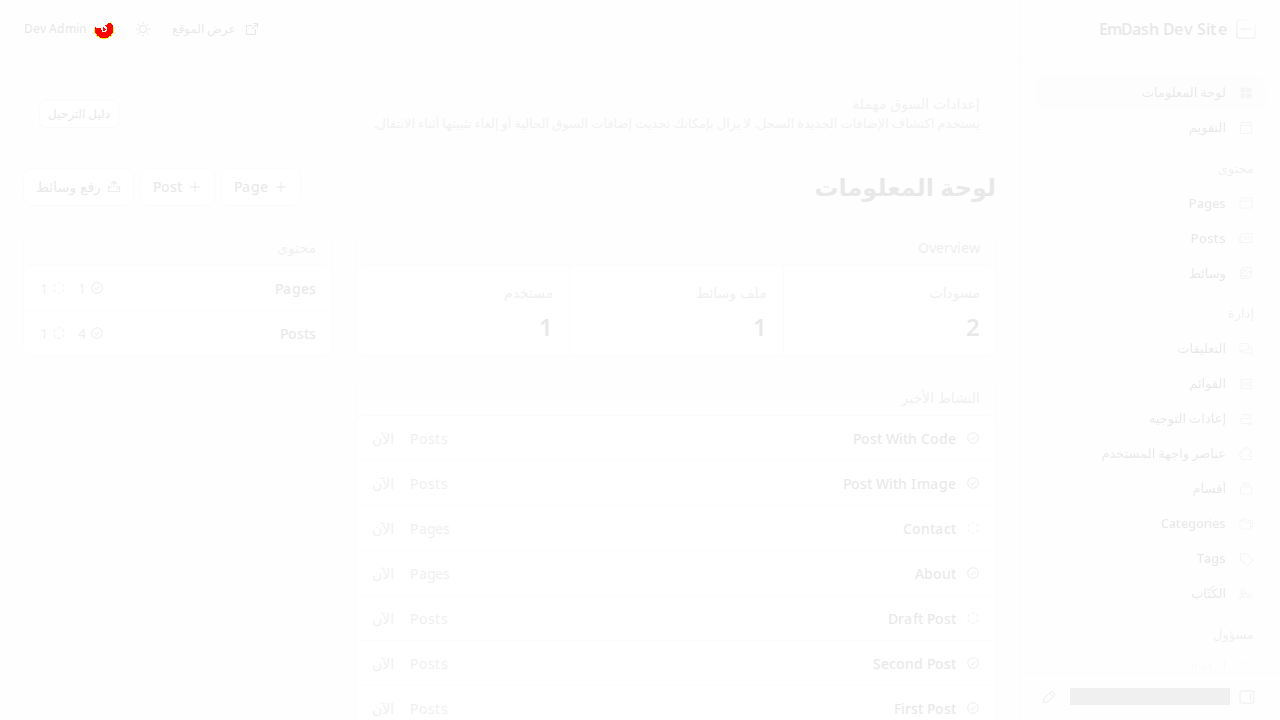 EmDash Dev Site
عرض الموقع
Dev Admin
لوحة المعلومات
التقويم
محتوى
Pages
Posts
وسائط
إدارة
التعليقات
القوائم
إعادات التوجيه
عناصر واجهة المستخدم
أقسام
Categories
Tags
الكُتّاب
مسؤول
إعدادات السوق مهملة
يستخدم اكتشاف الإضافات الجديدة السجل. لا يزال بإمكانك تحديث إضافات السوق الحالية أو إلغاء تثبيتها أثناء الانتقال.
دليل الترحيل
لوحة المعلومات
Page
Post
رفع وسائط
Overview
مسودات
2
ملف وسائط
1
مستخدم
1
محتوى
Pages 1 1
Posts 4 1
النشاط الأخير
Post With Code Posts الآن
Post With Image Posts الآن
Contact Pages الآن
About Pages الآن
Draft Post Posts الآن
Second Post Posts الآن
First Post Posts الآن